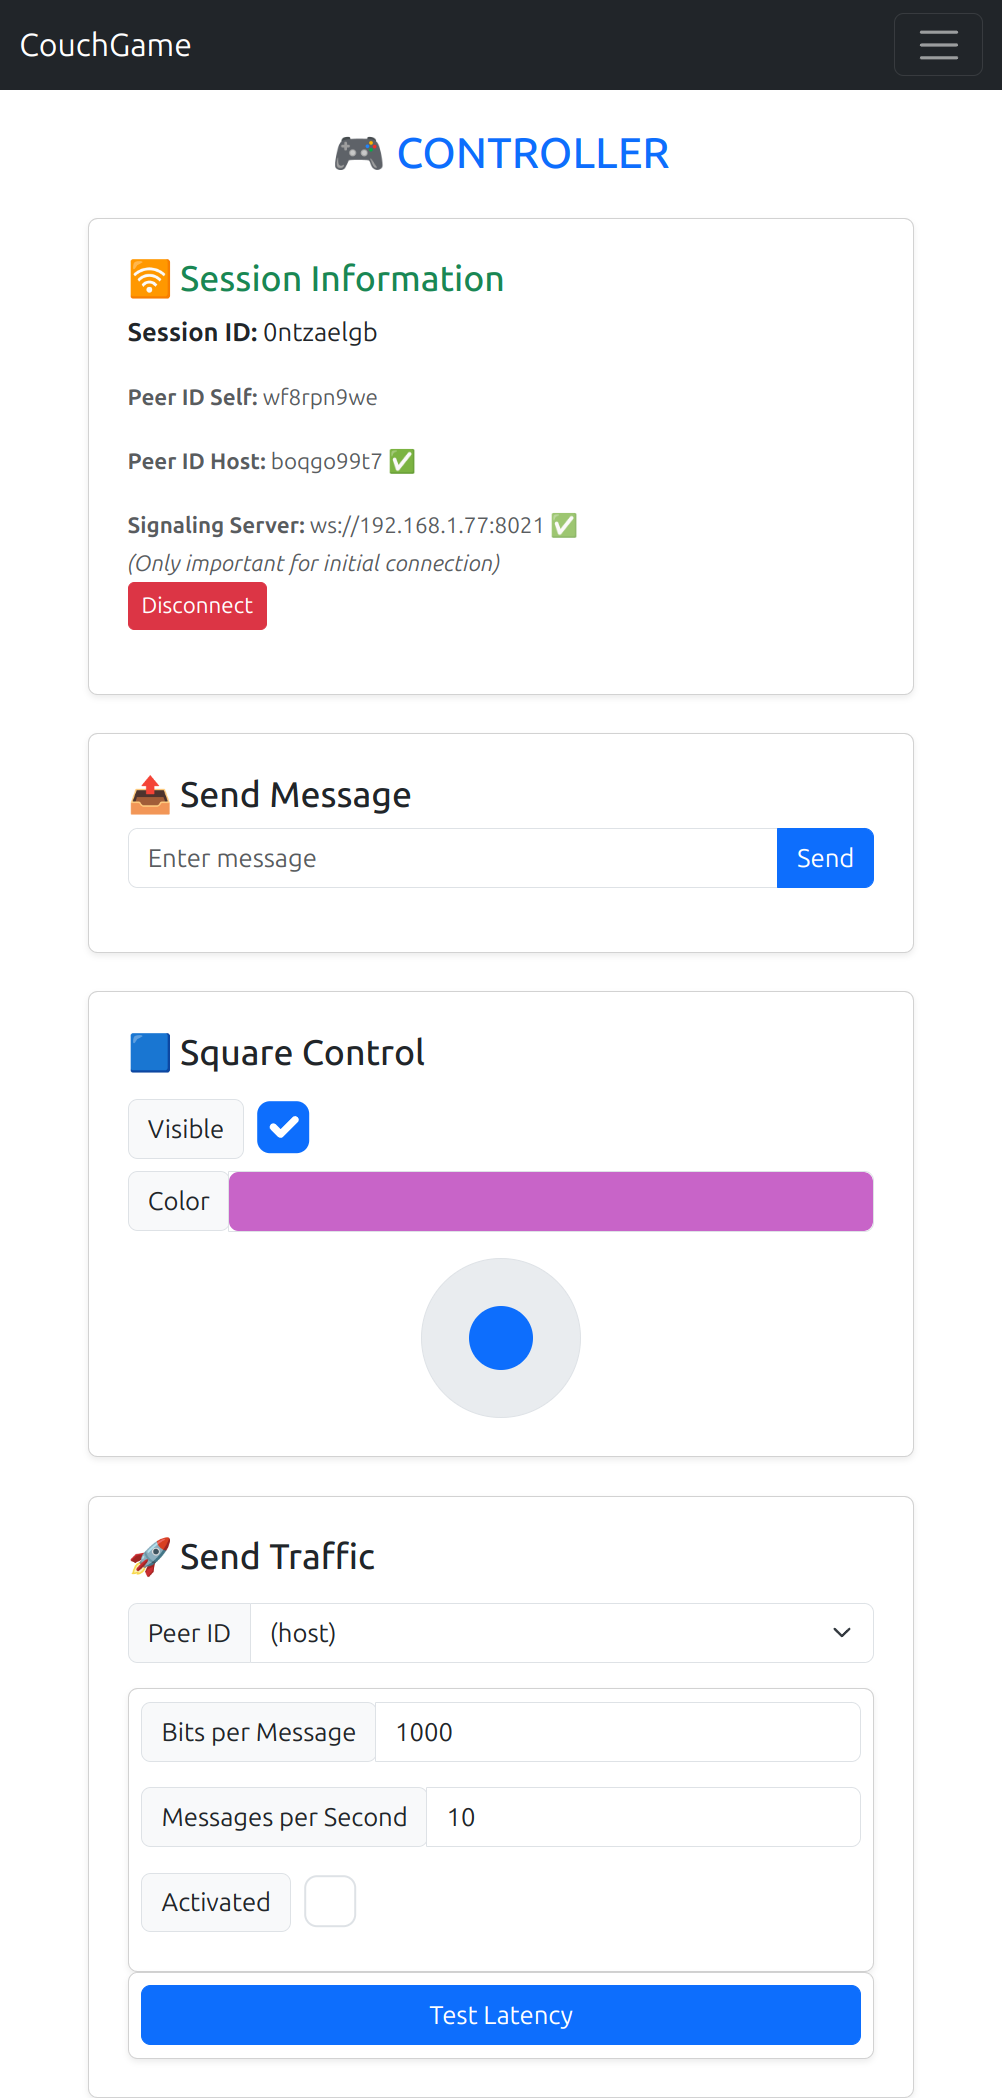 CouchGame
🎮 CONTROLLER
🛜 Session Information
Session ID: 0ntzaelgb
Peer ID Self: wf8rpn9we
Peer ID Host: boqgo99t7 ✅
Signaling Server: ws://192.168.1.77:8021 ✅
(Only important for initial connection)
Disconnect
📤 Send Message
Enter message
Send
🟦 Square Control
Visible
Color
🚀 Send Traffic
Peer ID
(host)
Bits per Message
1000
Messages per Second
10
Activated
Test Latency